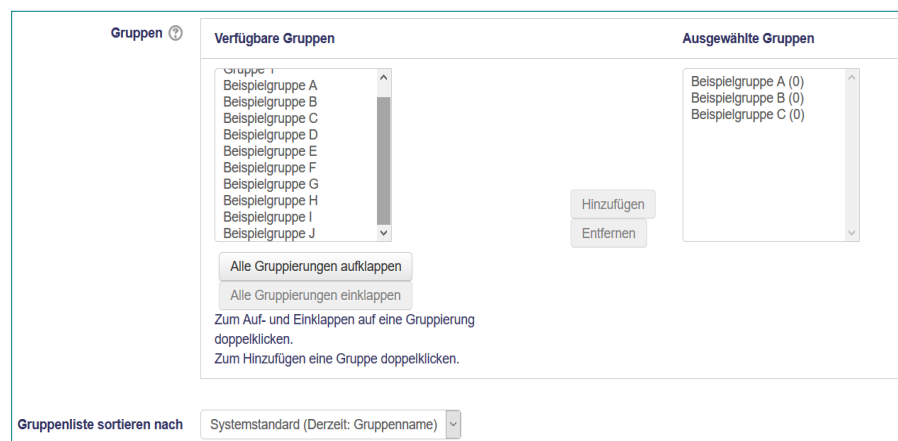 Gruppen
Verfügbare Gruppen
Ausgewählte Gruppen
Beispielgruppe A
Beispielgruppe B
Beispielgruppe C
Beispielgruppe D
Beispielgruppe E
Beispielgruppe F
Beispielgruppe G
Beispielgruppe H
Beispielgruppe I
Beispielgruppe J
Hinzufügen
Entfernen
Beispielgruppe A (0)
Beispielgruppe B (0)
Beispielgruppe C (0)
Alle Gruppierungen aufklappen
Alle Gruppierungen einklappen
Zum Auf- und Einklappen auf eine Gruppierung
doppelklicken.
Zum Hinzufügen eine Gruppe doppelklicken.
Gruppenliste sortieren nach
Systemstandard (Derzeit: Gruppenname)